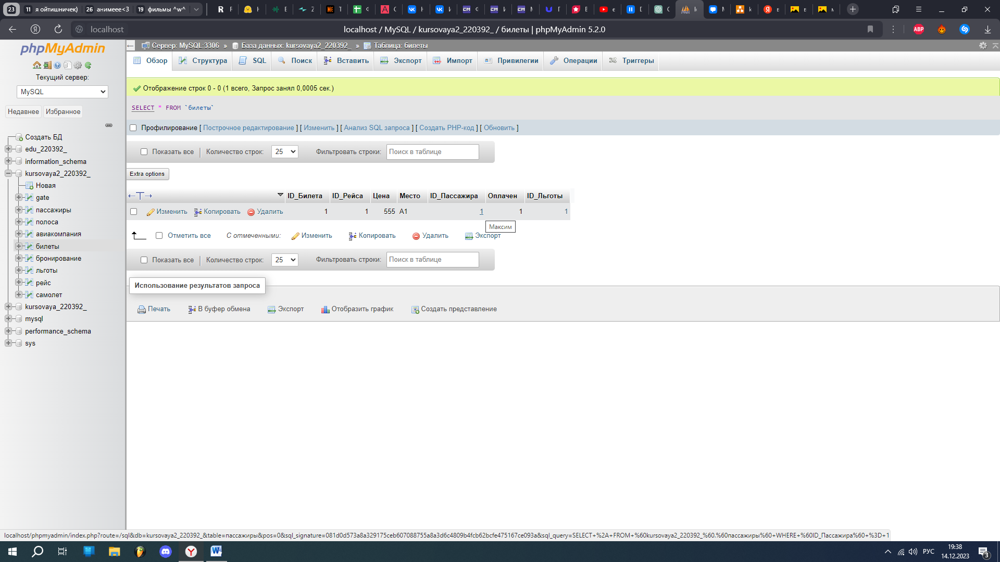 23 11 я ойтишничек) 26 анимеее<3 19 фильмы ^w^
localhost localhost / MySQL / kursovaya2_220392_ / билеты | phpMyAdmin 5.2.0 ABP
phpMyAdmin
Текущий сервер:
MySQL
Недавнее Избранное
Создать БД
edu_220392_
information_schema
kursovaya2_220392_
Новая
gate
пассажиры
полоса
авиакомпания
билеты
бронирование
льготы
рейс
самолет
kursovaya_220392_
mysql
performance_schema
sys
Сервер: MySQL:3306 » База данных: kursovaya2_220392_ » Таблица: билеты
Обзор Структура SQL Поиск Вставить Экспорт Импорт Привилегии Операции Триггеры
Отображение строк 0 - 0 (1 всего, Запрос занял 0,0005 сек.)
SELECT * FROM `билеты`
Профилирование [ Построчное редактирование ] [ Изменить ] [ Анализ SQL запроса ] [ Создать PHP-код ] [ Обновить ]
Показать все | Количество строк: 25 Фильтровать строки: Поиск в таблице
Extra options
ID_Билета ID_Рейса Цена Место ID_Пассажира Оплачен ID_Льготы
Изменить Копировать Удалить 1 1 555 A1 1 1 1
Максим
Отметить все С отмеченными: Изменить Копировать Удалить Экспорт
Показать все | Количество строк: 25 Фильтровать строки: Поиск в таблице
Использование результатов запроса
Печать В буфер обмена Экспорт Отобразить график Создать представление
localhost/phpmyadmin/index.php?route=/sql&db=kursovaya2_220392_&table=пассажиры&pos=0&sql_signature=081d0d573a8a329175ceb607088755a8a3d6c4809b4fcb62bcfe475167ce093a&sql_query=SELECT+%2A+FROM+%60kursovaya2_220392_%60.%60пассажиры%60+WHERE+%60ID_Пассажира%60+%3D+1
РУС 19:38
14.12.2023 3